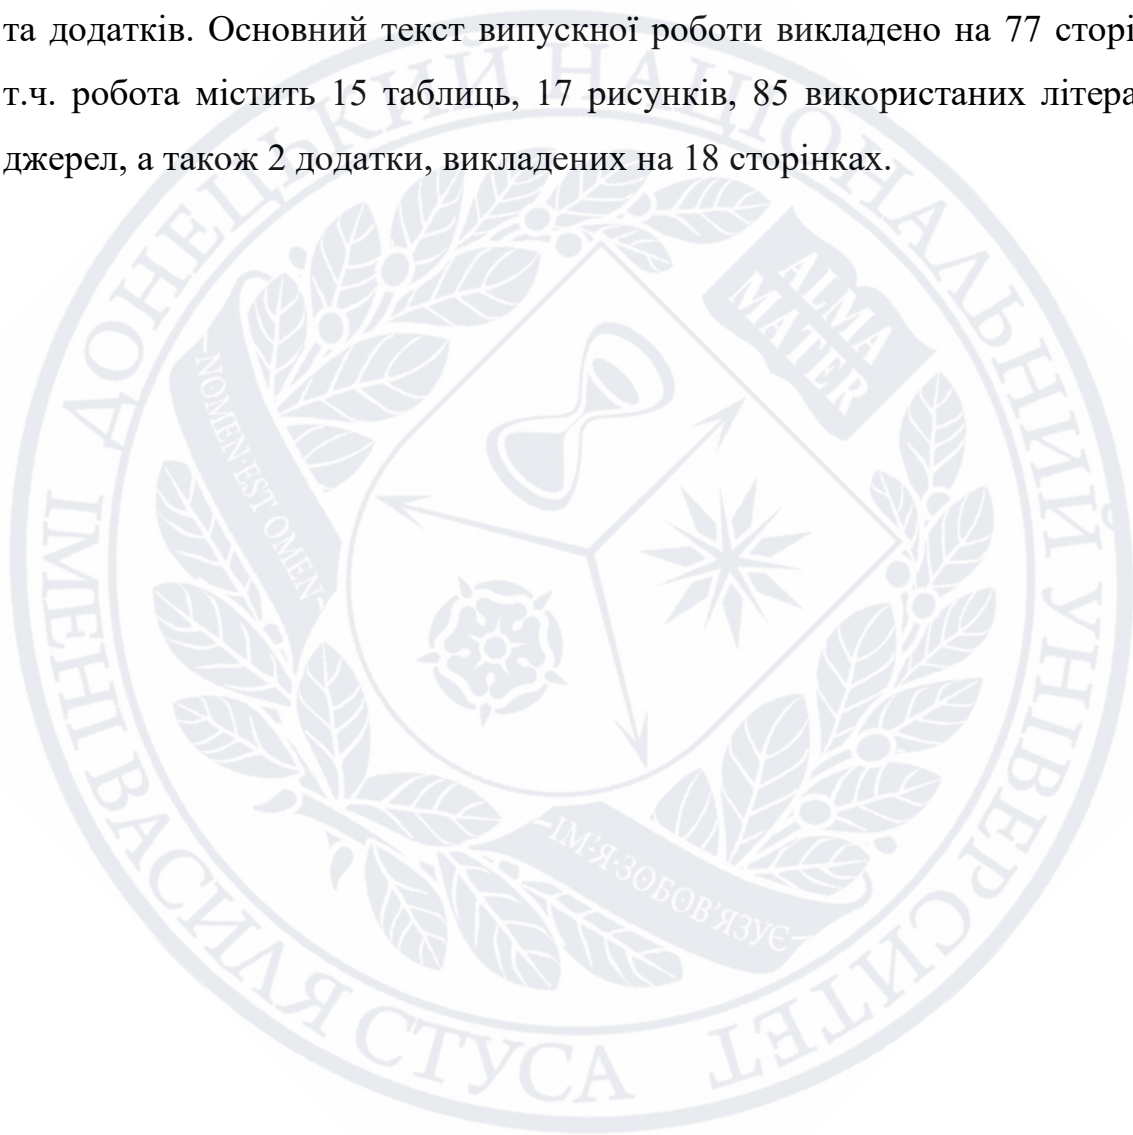 та додатків. Основний текст випускної роботи викладено на 77 сторі
т.ч. робота містить 15 таблиць, 17 рисунків, 85 використаних літера
джерел, а також 2 додатки, викладених на 18 сторінках.
ДОНЕЦЬКИЙ НАЦІОНАЛЬНИЙ УНІВЕРСИТЕТ
ІМЕНІ ВАСИЛЯ СТУСА
ALMA
MATER
NOMEN·EST OMEN
ІМ'Я·ЗОБОВ'ЯЗУЄ